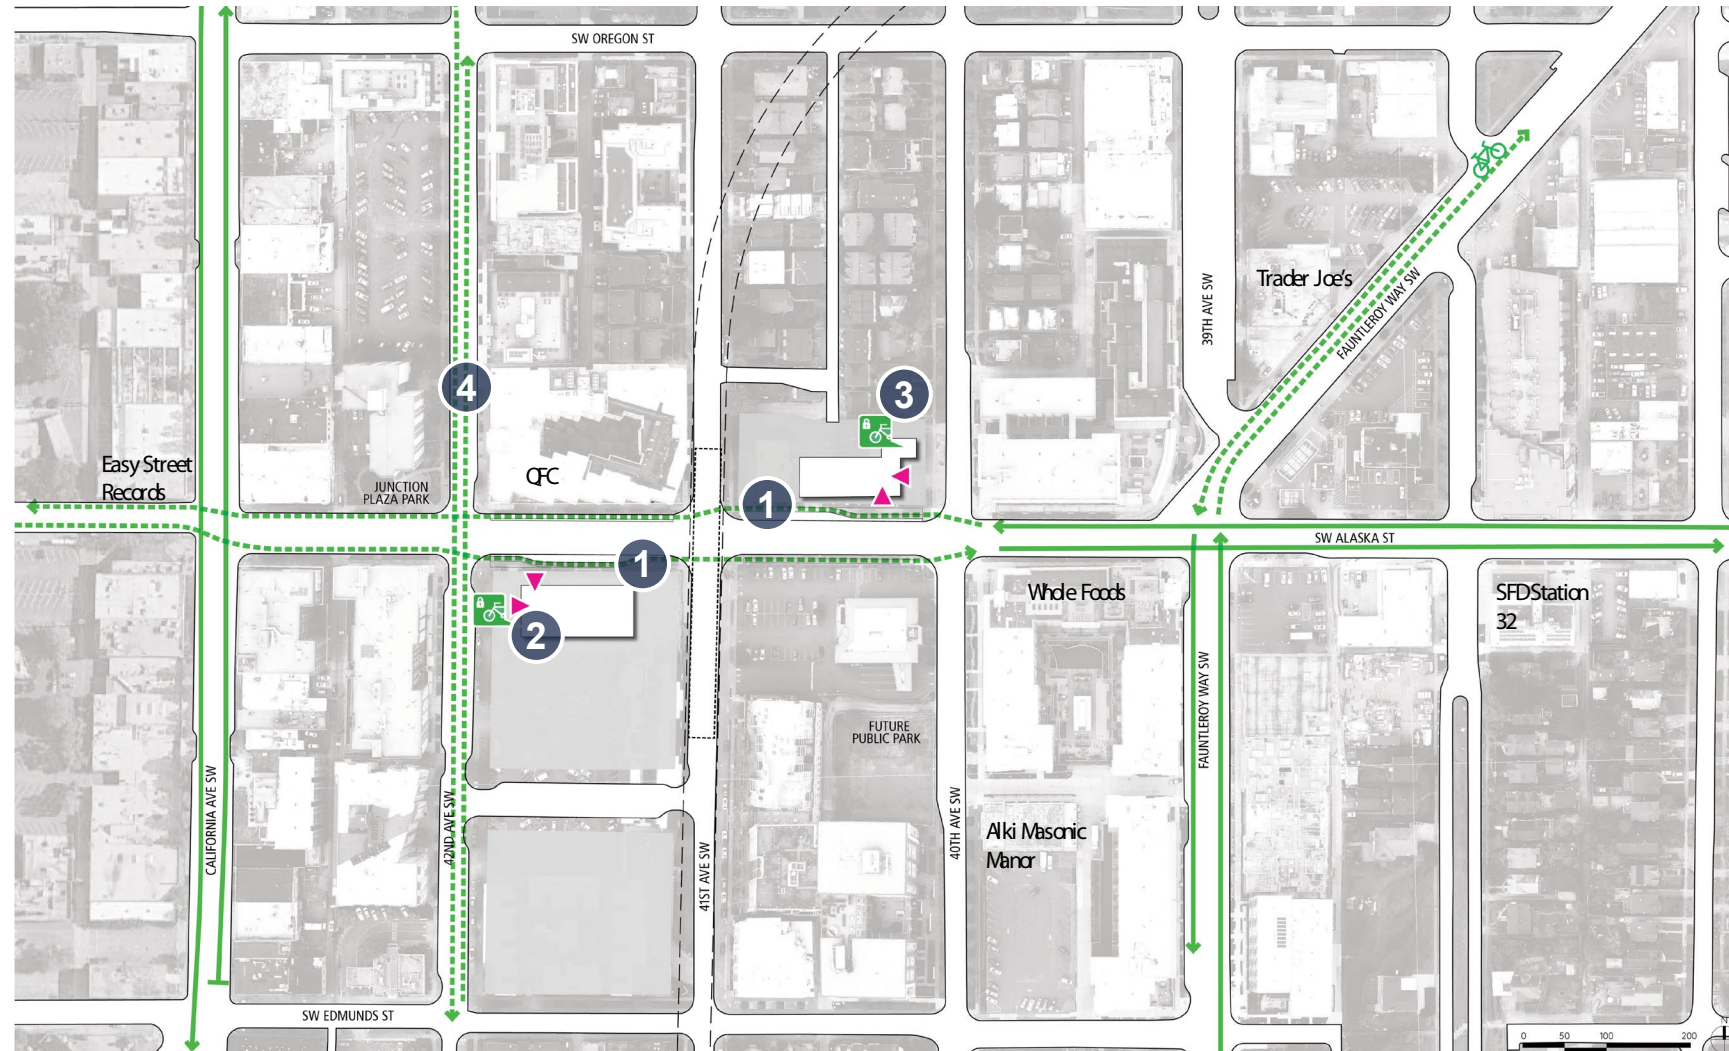 SW OREGON ST
39TH AVE SW
Trader Joe's
FAUNTLEROY WAY SW
4
3
Easy Street
Records
JUNCTION
PLAZA PARK
QFC
1
SW ALASKA ST
1
Whole Foods
SFD Station
32
2
FAUNTLEROY WAY SW
FUTURE
PUBLIC PARK
CALIFORNIA AVE SW
42ND AVE SW
41ST AVE SW
40TH AVE SW
Alki Masonic
Manor
SW EDMUNDS ST
0 50 100 200
N